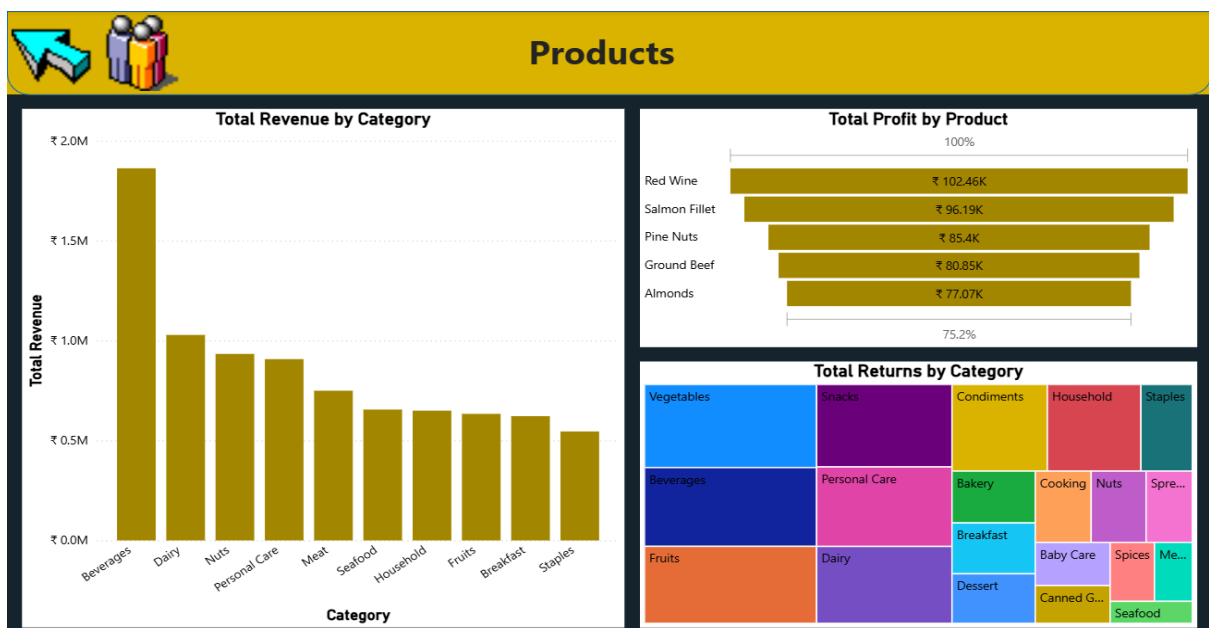 Products
Total Revenue by Category
₹ 2.0M
₹ 1.5M
₹ 1.0M
₹ 0.5M
₹ 0.0M
Total Revenue
Beverages
Dairy
Nuts
Personal Care
Meat
Seafood
Household
Fruits
Breakfast
Staples
Category
Total Profit by Product
100%
Red Wine ₹ 102.46K
Salmon Fillet ₹ 96.19K
Pine Nuts ₹ 85.4K
Ground Beef ₹ 80.85K
Almonds ₹ 77.07K
75.2%
Total Returns by Category
Vegetables
Beverages
Fruits
Snacks
Personal Care
Dairy
Condiments
Household
Staples
Bakery
Breakfast
Dessert
Cooking
Nuts
Spre...
Baby Care
Canned G...
Spices
Me...
Seafood